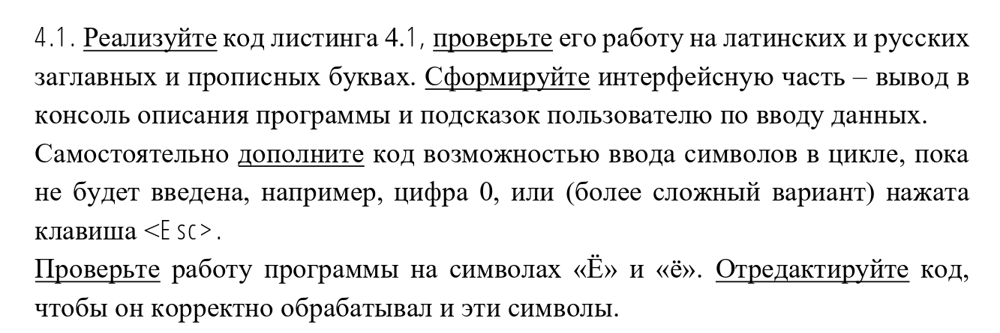 4.1. Реализуйте код листинга 4.1, проверьте его работу на латинских и русских
заглавных и прописных буквах. Сформируйте интерфейсную часть – вывод в
консоль описания программы и подсказок пользователю по вводу данных.
Самостоятельно дополните код возможностью ввода символов в цикле, пока
не будет введена, например, цифра 0, или (более сложный вариант) нажата
клавиша <Esc>.
Проверьте работу программы на символах «Ё» и «ё». Отредактируйте код,
чтобы он корректно обрабатывал и эти символы.